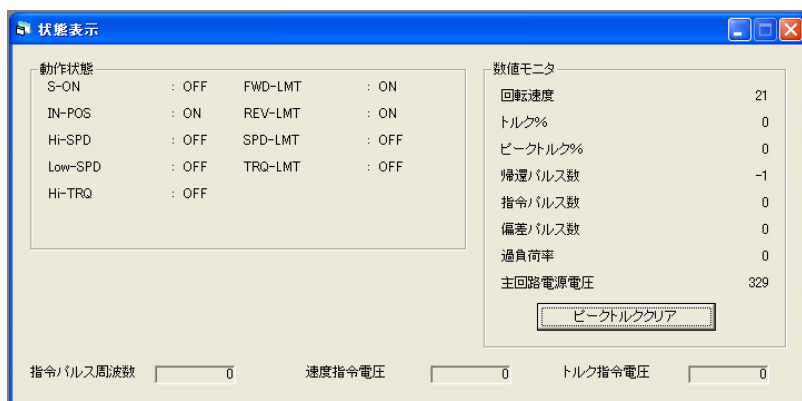 状態表示
動作状態
S-ON : OFF FWD-LMT : ON
IN-POS : ON REV-LMT : ON
Hi-SPD : OFF SPD-LMT : OFF
Low-SPD : OFF TRQ-LMT : OFF
Hi-TRQ : OFF
数値モニタ
回転速度 21
トルク% 0
ピークトルク% 0
帰還パルス数 -1
指令パルス数 0
偏差パルス数 0
過負荷率 0
主回路電源電圧 329
ピークトルククリア
指令パルス周波数 0 速度指令電圧 0 トルク指令電圧 0